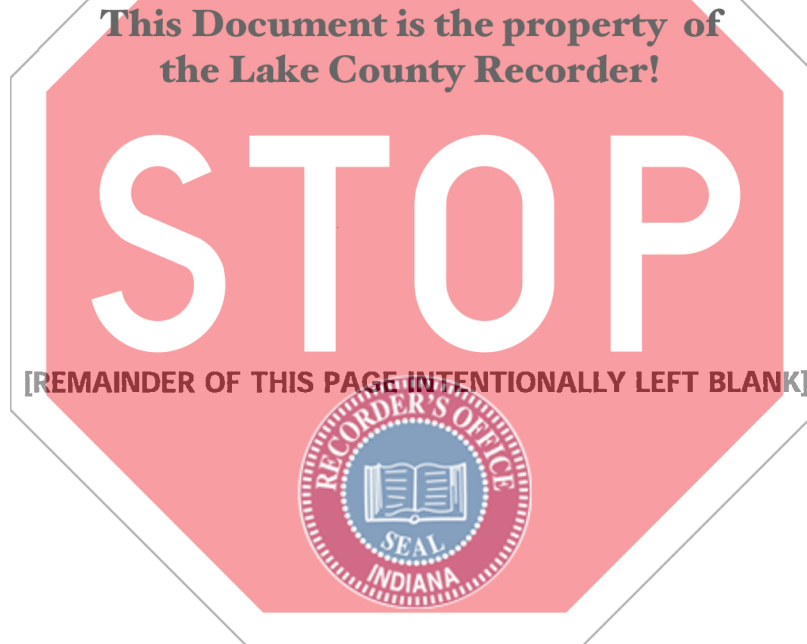 This Document is the property of
the Lake County Recorder!
STOP
[REMAINDER OF THIS PAGE INTENTIONALLY LEFT BLANK]
RECORDER'S OFFICE
SEAL
INDIANA